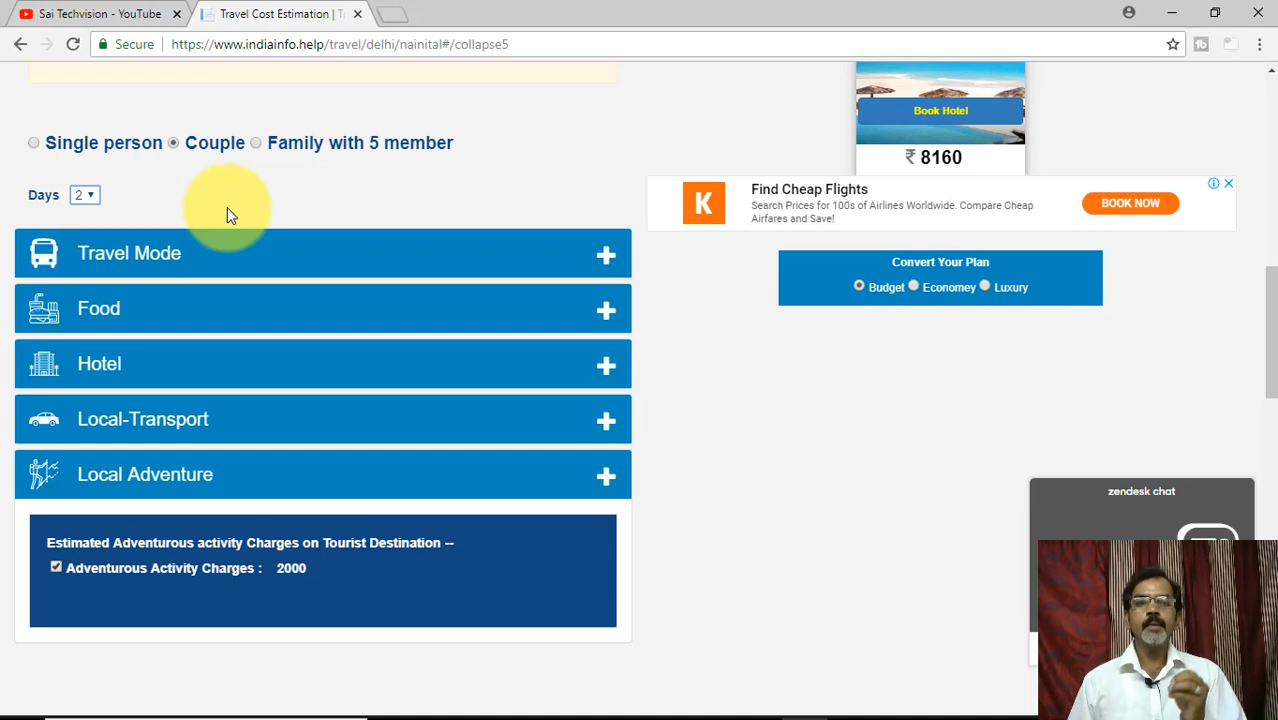 Sai Techvision - YouTube
Travel Cost Estimation | T
Secure https://www.indiainfo.help/travel/delhi/nainital#/collapse5
Book Hotel
₹ 8160
Single person Couple Family with 5 member
Days 2
K
Find Cheap Flights
Search Prices for 100s of Airlines Worldwide. Compare Cheap
Airfares and Save!
BOOK NOW
Convert Your Plan
Budget Economey Luxury
Travel Mode
Food
Hotel
Local-Transport
Local Adventure
zendesk chat
Estimated Adventurous activity Charges on Tourist Destination --
Adventurous Activity Charges : 2000